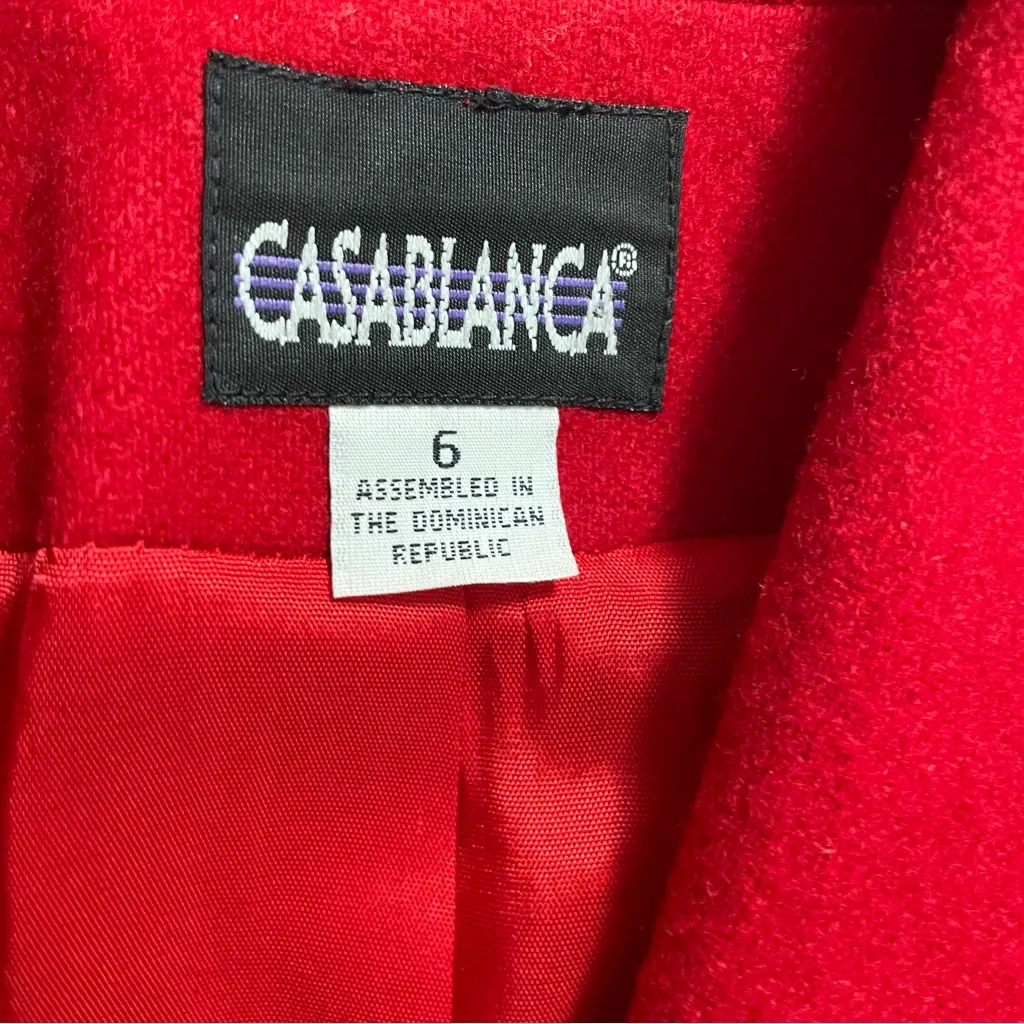 CASABLANCA®
6
ASSEMBLED IN
THE DOMINICAN
REPUBLIC